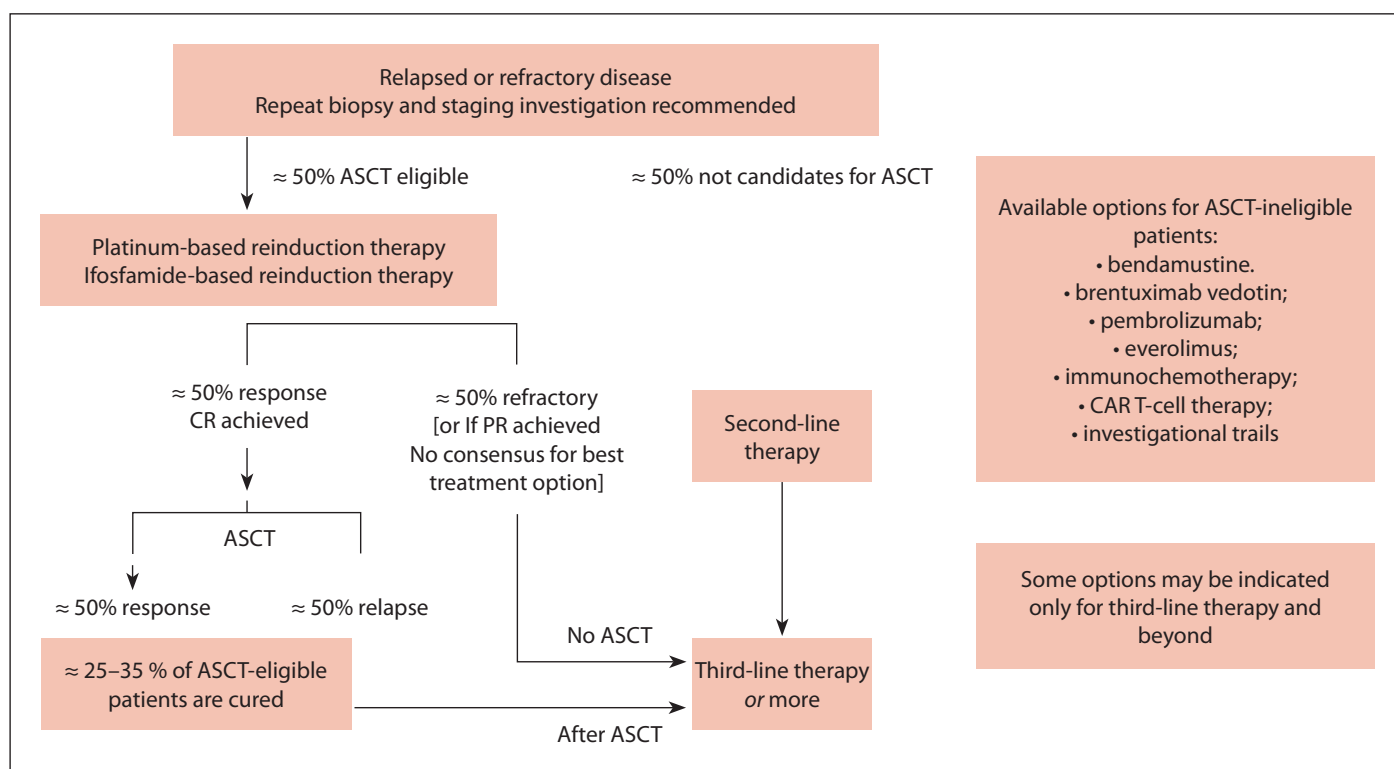 Relapsed or refractory disease
Repeat biopsy and staging investigation recommended
≈ 50% ASCT eligible
≈ 50% not candidates for ASCT
Platinum-based reinduction therapy
Ifosfamide-based reinduction therapy
≈ 50% response
CR achieved
≈ 50% refractory
[or If PR achieved
No consensus for best
treatment option]
Second-line
therapy
ASCT
≈ 50% response
≈ 50% relapse
≈ 25–35 % of ASCT-eligible
patients are cured
No ASCT
After ASCT
Third-line therapy
or more
Available options for ASCT-ineligible
patients:
• bendamustine.
• brentuximab vedotin;
• pembrolizumab;
• everolimus;
• immunochemotherapy;
• CAR T-cell therapy;
• investigational trails
Some options may be indicated
only for third-line therapy and
beyond